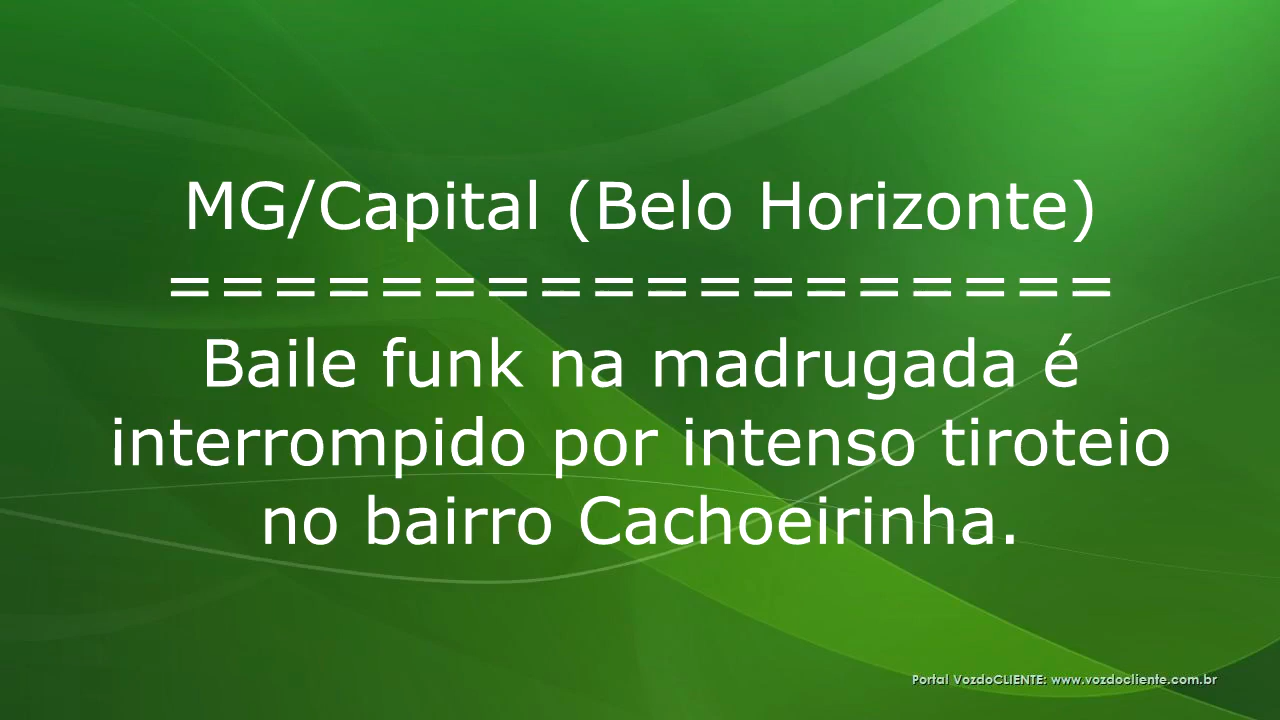 MG/Capital (Belo Horizonte)
==================
Baile funk na madrugada é
interrompido por intenso tiroteio
no bairro Cachoeirinha.
Portal VozdoCLIENTE: www.vozdocliente.com.br